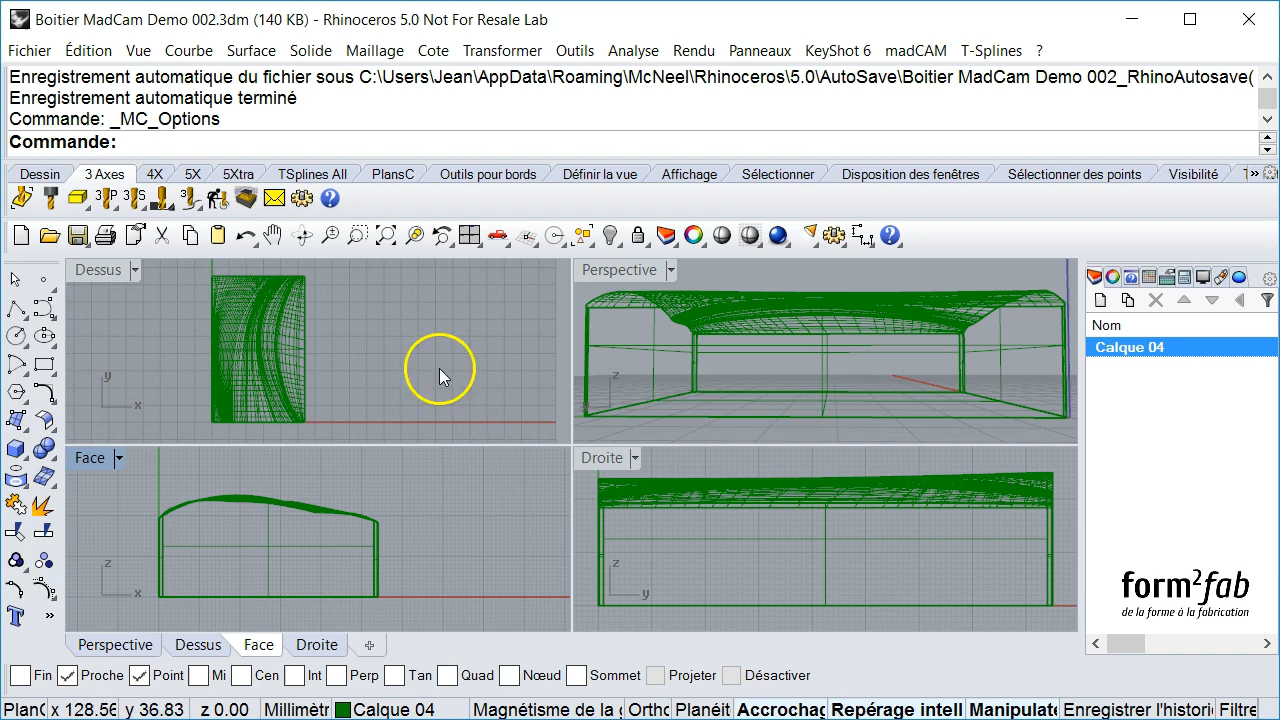 Boitier MadCam Demo 002.3dm (140 KB) - Rhinoceros 5.0 Not For Resale Lab
Fichier Édition Vue Courbe Surface Solide Maillage Cote Transformer Outils Analyse Rendu Panneaux KeyShot 6 madCAM T-Splines ?
Enregistrement automatique du fichier sous C:\Users\Jean\AppData\Roaming\McNeel\Rhinoceros\5.0\AutoSave\Boitier MadCam Demo 002_RhinoAutosave(
Enregistrement automatique terminé
Commande: _MC_Options
Commande:
Dessin 3 Axes 4X 5X 5Xtra TSplines All PlansC Outils pour bords Définir la vue Affichage Sélectionner Disposition des fenêtres Sélectionner des points Visibilité
Dessus
Perspective
y
x
z
Face
Droite
z
x
z
y
Nom
Calque 04
form²fab
de la forme à la fabrication
Perspective Dessus Face Droite
Fin Proche Point Mi Cen Int Perp Tan Quad Nœud Sommet Projeter Désactiver
PlanC x 128.56 y 36.83 z 0.00 Millimètr Calque 04 Magnétisme de la g Ortho Planéit Accrochag Repérage intell Manipulate Enregistrer l'histori Filtre